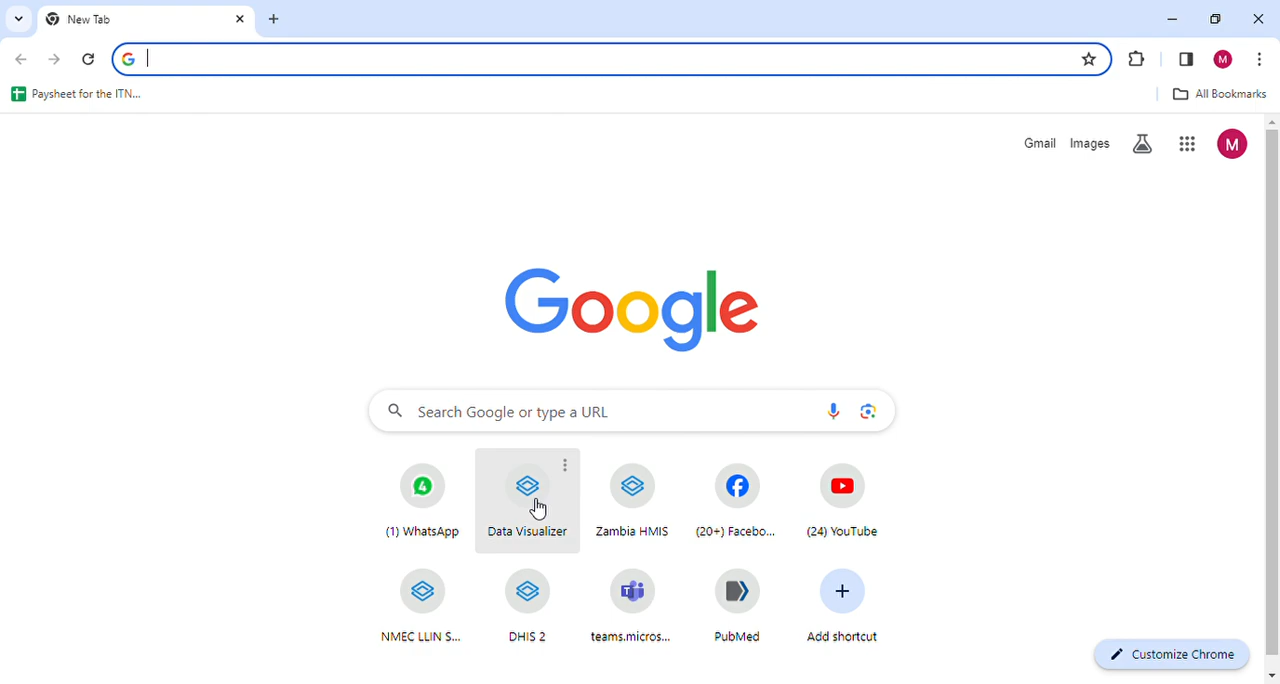 New Tab
Paysheet for the ITN...
All Bookmarks
M
Gmail Images M
Google
Search Google or type a URL
4
(1) WhatsApp Data Visualizer Zambia HMIS (20+) Facebo... (24) YouTube
NMEC LLIN S... DHIS 2 teams.micros... PubMed Add shortcut
Customize Chrome